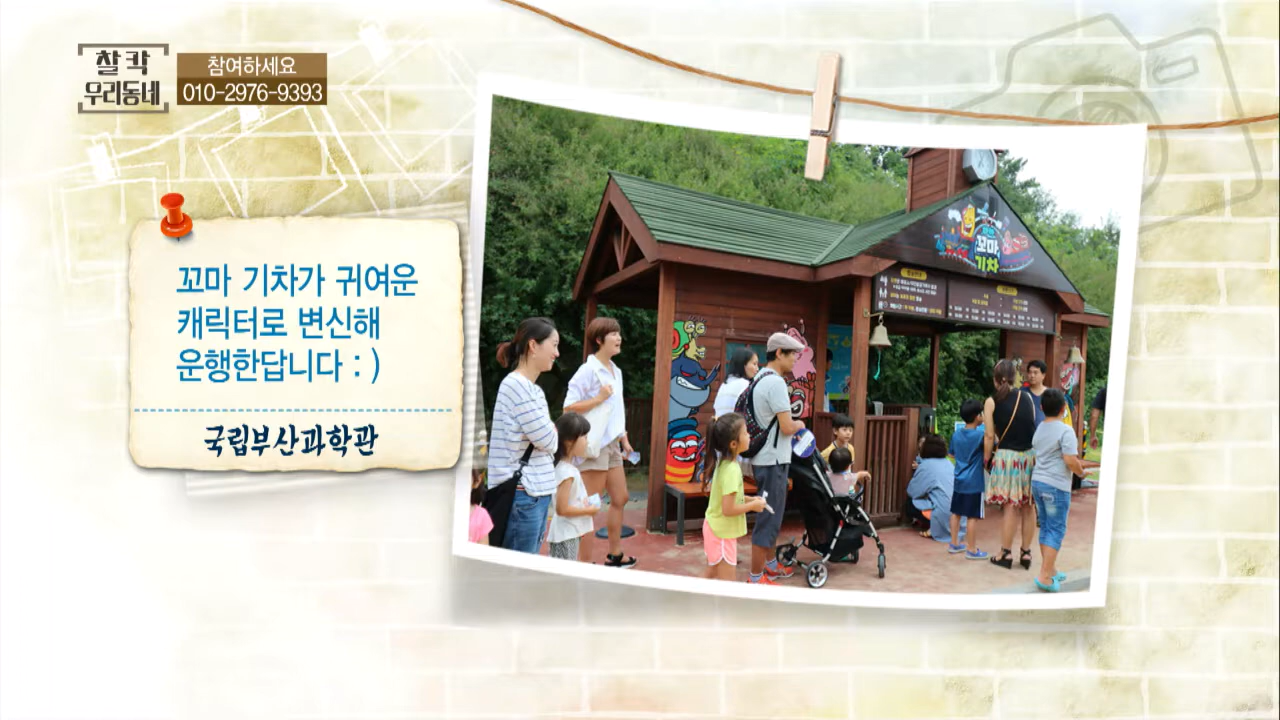 찰칵
우리동네
참여하세요
010-2976-9393
꼬마 기차가 귀여운
캐릭터로 변신해
운행한답니다 : )
국립부산과학관
꼬마
기차